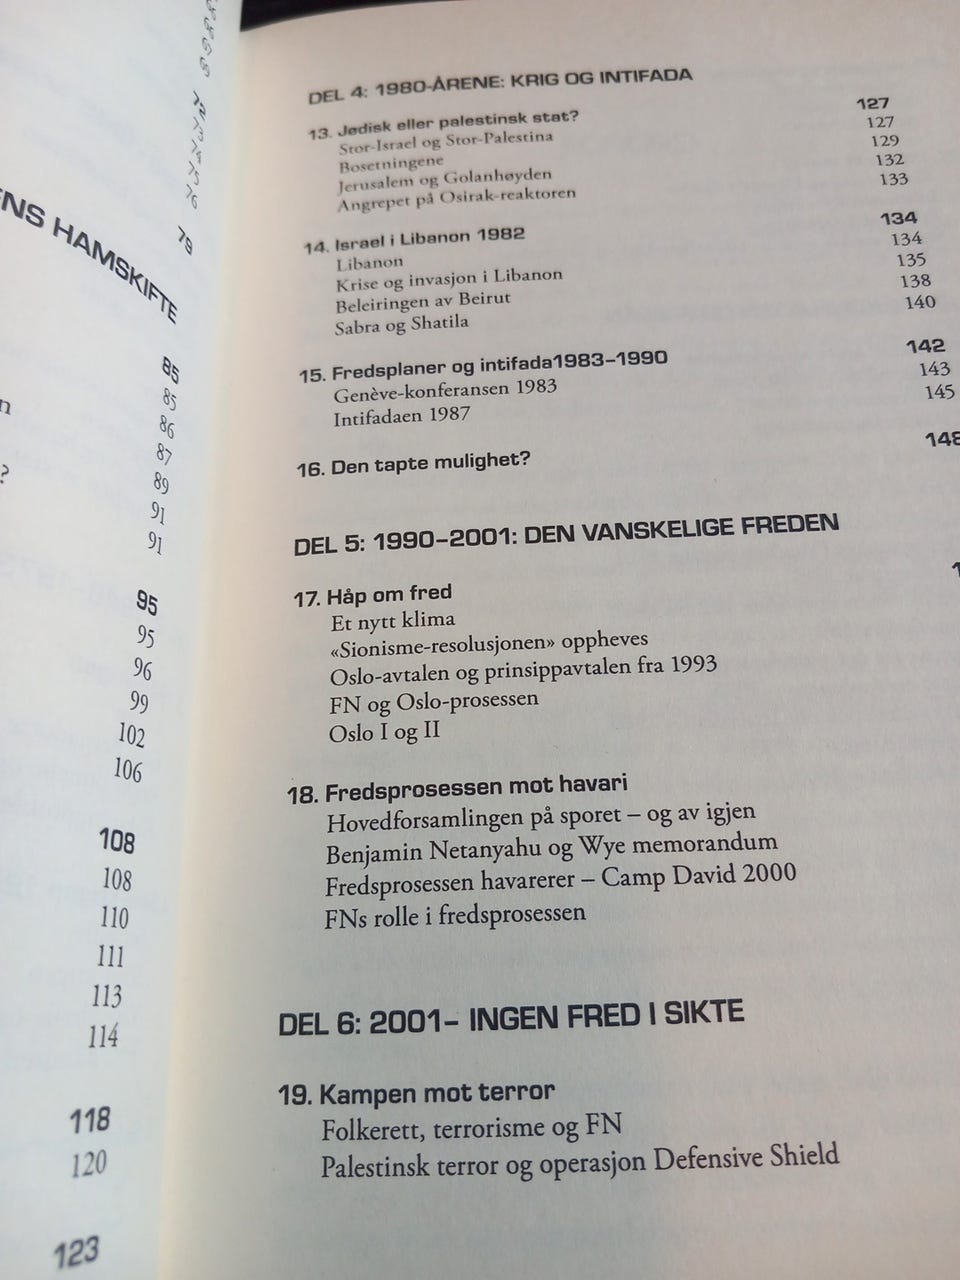 72
73
74
75
76
79
ENS HAMSKIFTE
85
85
86
87
89
91
91
95
95
96
99
102
106
108
108
110
111
113
114
118
120
123
DEL 4: 1980-ÅRENE: KRIG OG INTIFADA
13. Jødisk eller palestinsk stat? 127
Stor-Israel og Stor-Palestina 127
Bosetningene 129
Jerusalem og Golanhøyden 132
Angrepet på Osirak-reaktoren 133
14. Israel i Libanon 1982 134
Libanon 134
Krise og invasjon i Libanon 135
Beleiringen av Beirut 138
Sabra og Shatila 140
15. Fredsplaner og intifada1983–1990 142
Genève-konferansen 1983 143
Intifadaen 1987 145
16. Den tapte mulighet? 148
DEL 5: 1990–2001: DEN VANSKELIGE FREDEN
17. Håp om fred
Et nytt klima
«Sionisme-resolusjonen» oppheves
Oslo-avtalen og prinsippavtalen fra 1993
FN og Oslo-prosessen
Oslo I og II
18. Fredsprosessen mot havari
Hovedforsamlingen på sporet – og av igjen
Benjamin Netanyahu og Wye memorandum
Fredsprosessen havarerer – Camp David 2000
FNs rolle i fredsprosessen
DEL 6: 2001– INGEN FRED I SIKTE
19. Kampen mot terror
Folkerett, terrorisme og FN
Palestinsk terror og operasjon Defensive Shield